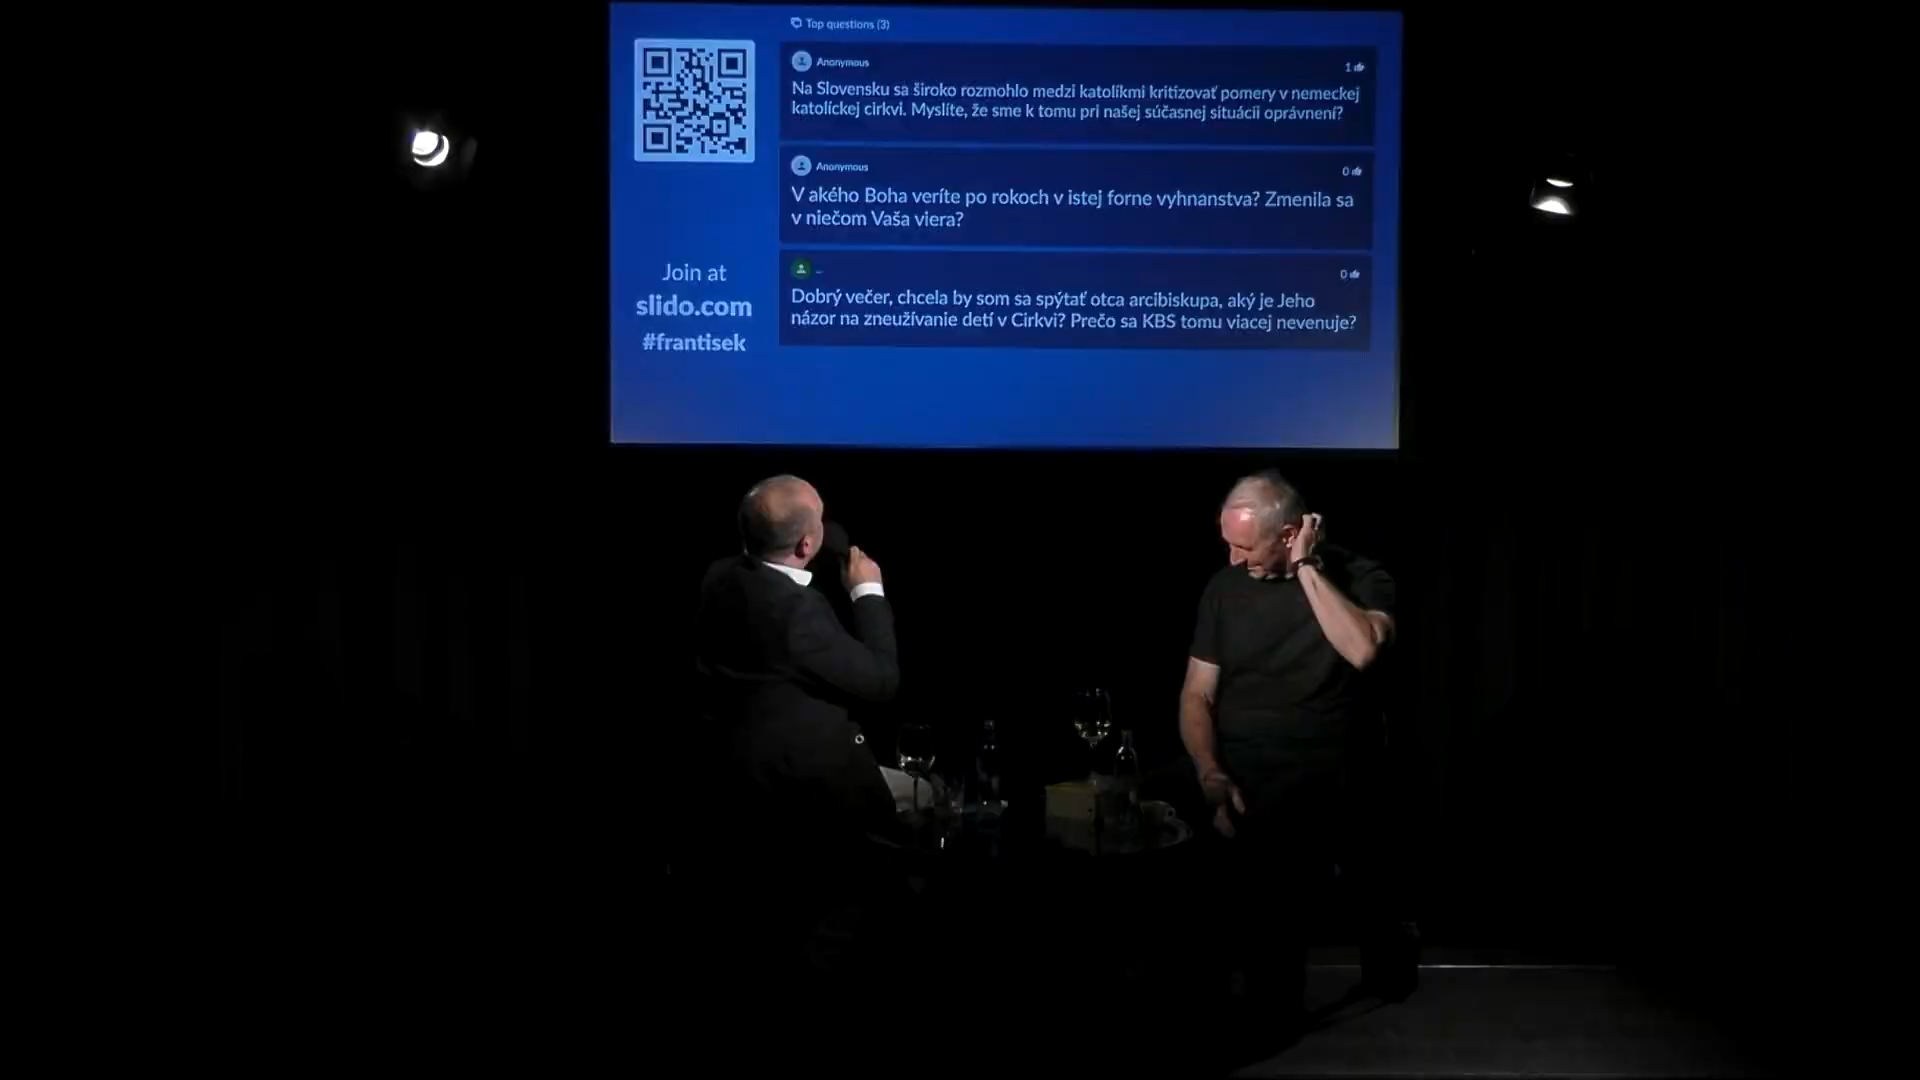 Top questions (3)
Anonymous
1
Na Slovensku sa široko rozmohlo medzi katolíkmi kritizovať pomery v nemeckej
katolíckej cirkvi. Myslíte, že sme k tomu pri našej súčasnej situácii oprávnení?
Anonymous
0
V akého Boha veríte po rokoch v istej forne vyhnanstva? Zmenila sa
v niečom Vaša viera?
..
0
Dobrý večer, chcela by som sa spýtať otca arcibiskupa, aký je Jeho
názor na zneužívanie detí v Cirkvi? Prečo sa KBS tomu viacej nevenuje?
Join at
slido.com
#frantisek